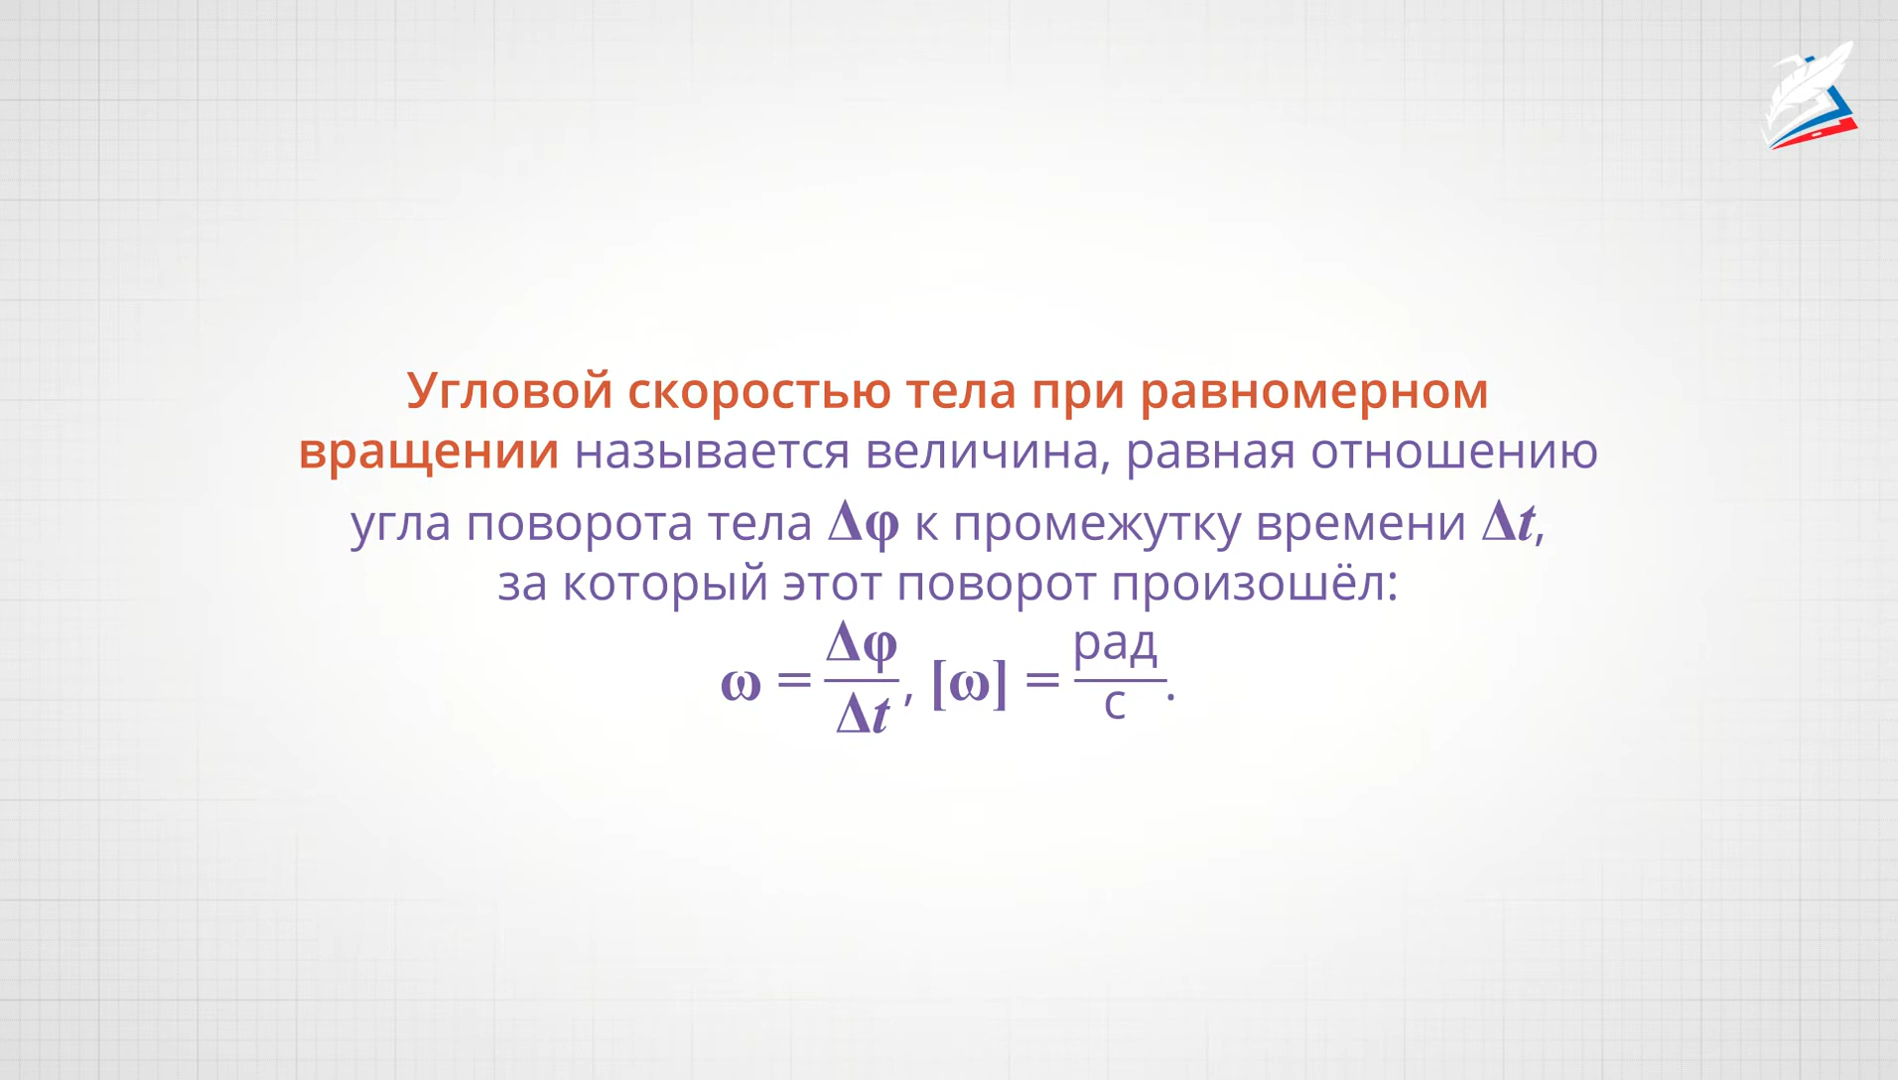 Угловой скоростью тела при равномерном
вращении называется величина, равная отношению
угла поворота тела Δφ к промежутку времени Δt,
за который этот поворот произошёл:
ω = Δφ/Δt, [ω] = рад/с.